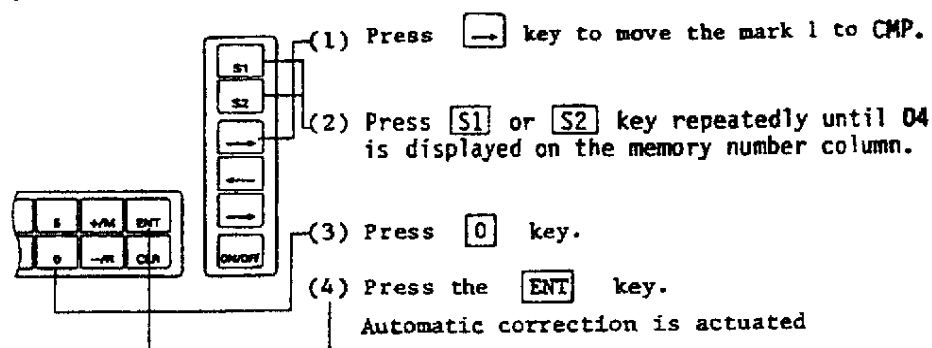 (1) Press → key to move the mark 1 to CMP.
S1
S2
(2) Press S1 or S2 key repeatedly until 04
is displayed on the memory number column.
→
←
→
ON/OFF
5 +/M ENT
0 −/R CLR
(3) Press 0 key.
(4) Press the ENT key.
Automatic correction is actuated